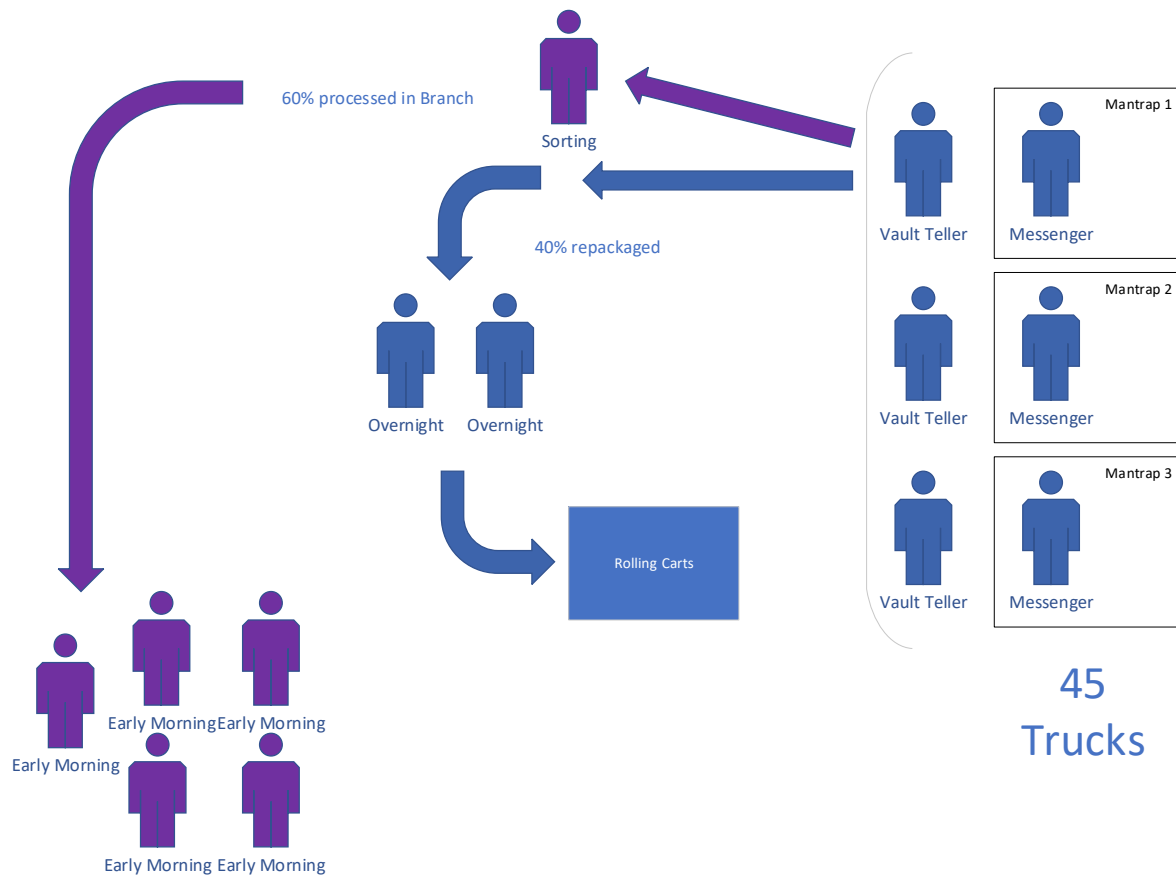 Mantrap 1
60% processed in Branch
Sorting
Vault Teller
Messenger
40% repackaged
Mantrap 2
Overnight
Overnight
Vault Teller
Messenger
Mantrap 3
Rolling Carts
Vault Teller
Messenger
45
Trucks
Early Morning
Early Morning
Early Morning
Early Morning
Early Morning